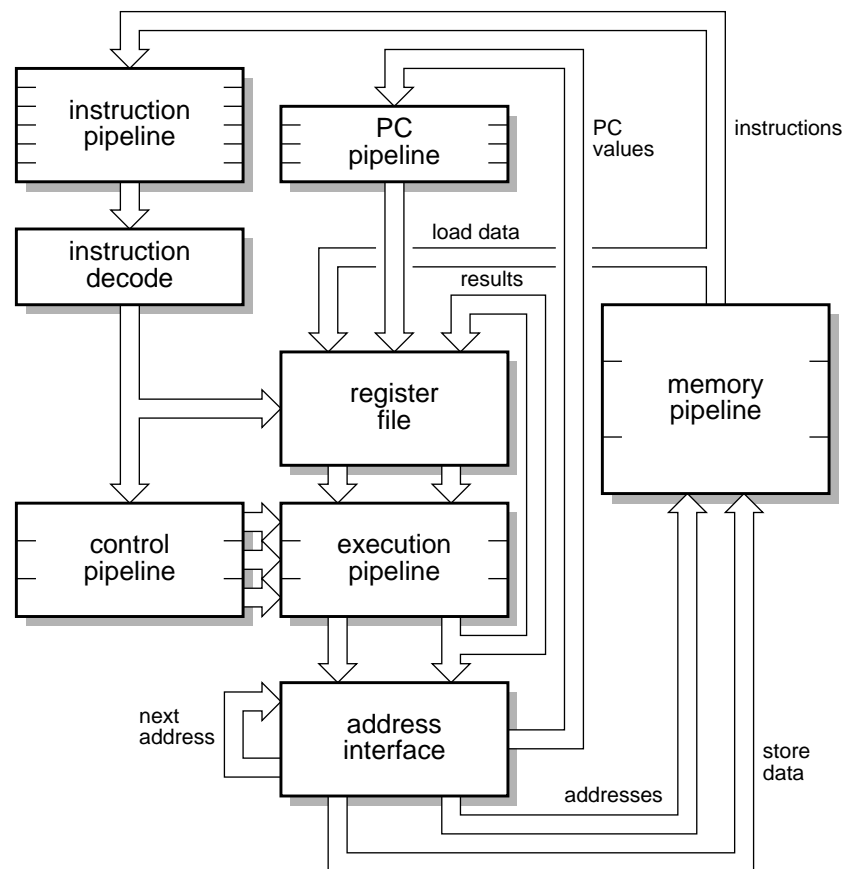 instruction
pipeline
PC
pipeline
PC
values
instructions
instruction
decode
load data
results
register
file
memory
pipeline
control
pipeline
execution
pipeline
next
address
address
interface
addresses
store
data